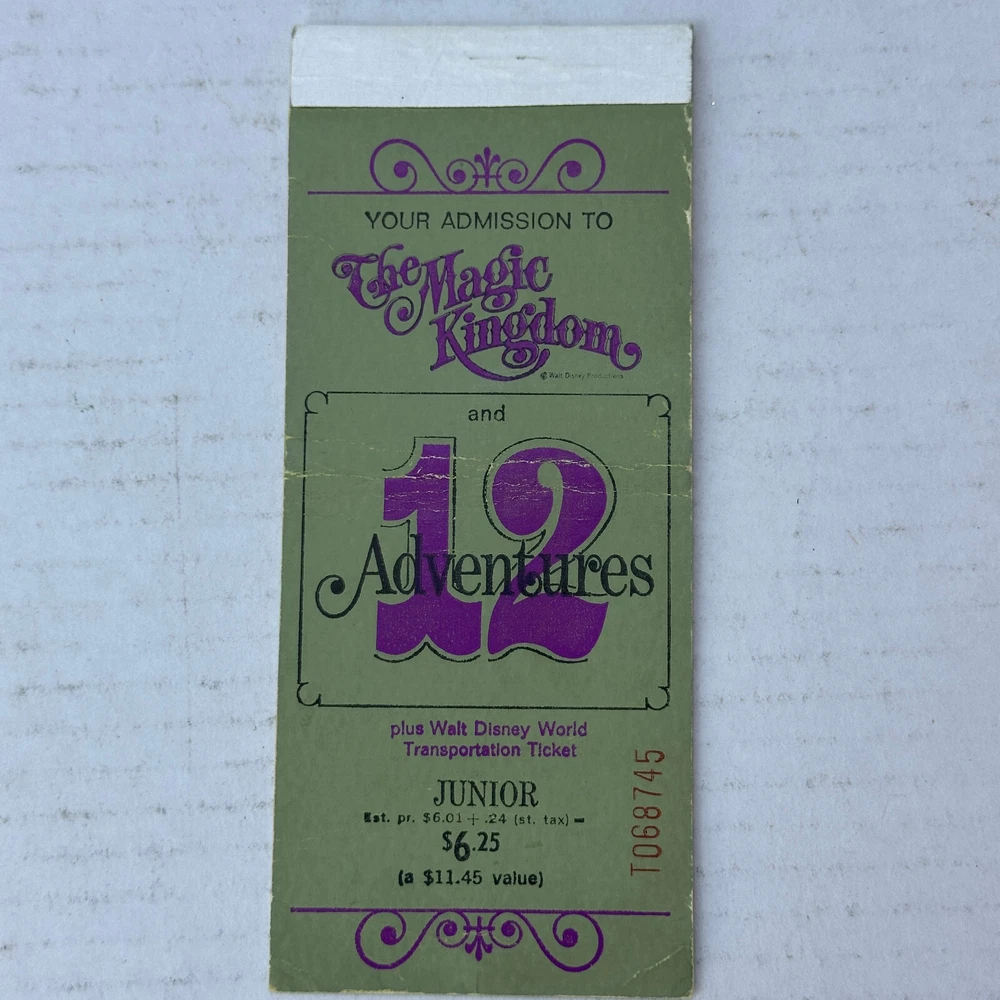 YOUR ADMISSION TO
The Magic
Kingdom
© Walt Disney Productions
and
12
Adventures
plus Walt Disney World
Transportation Ticket
JUNIOR
Est. pr. $6.01 + .24 (st. tax) =
$6.25
(a $11.45 value)
T068745